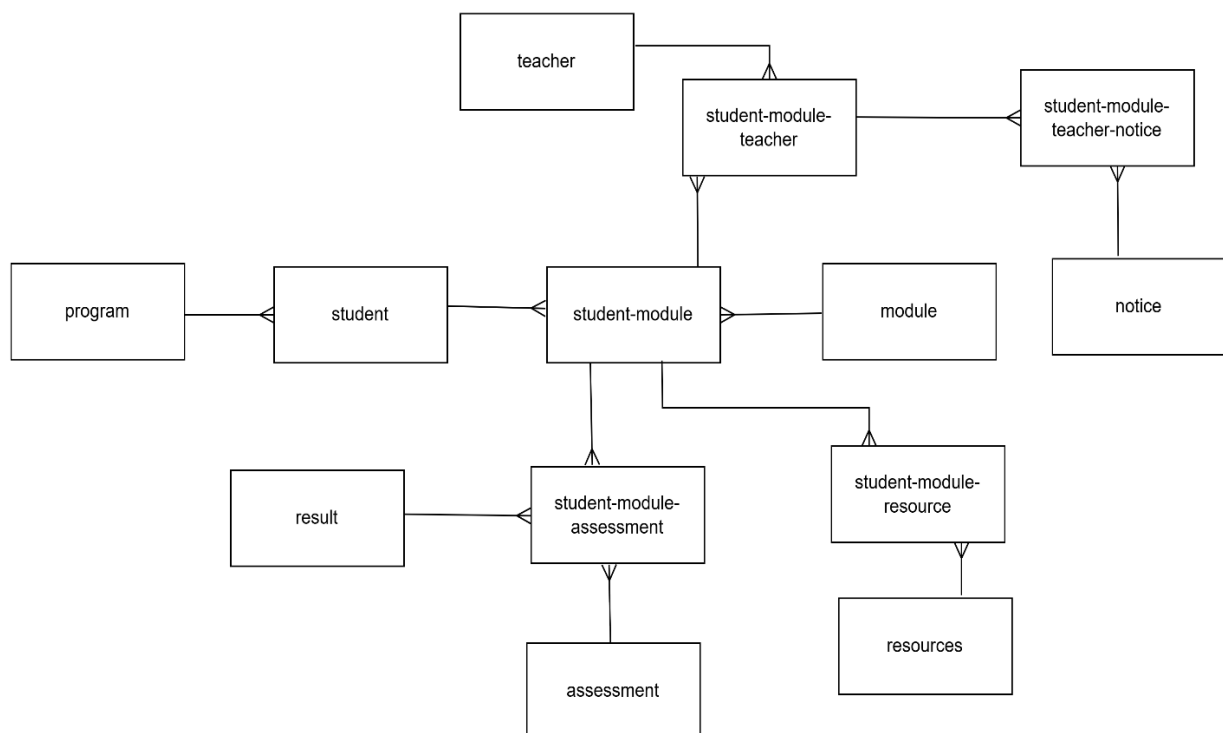 teacher
student-module-
teacher
student-module-
teacher-notice
program
student
student-module
module
notice
result
student-module-
assessment
student-module-
resource
assessment
resources